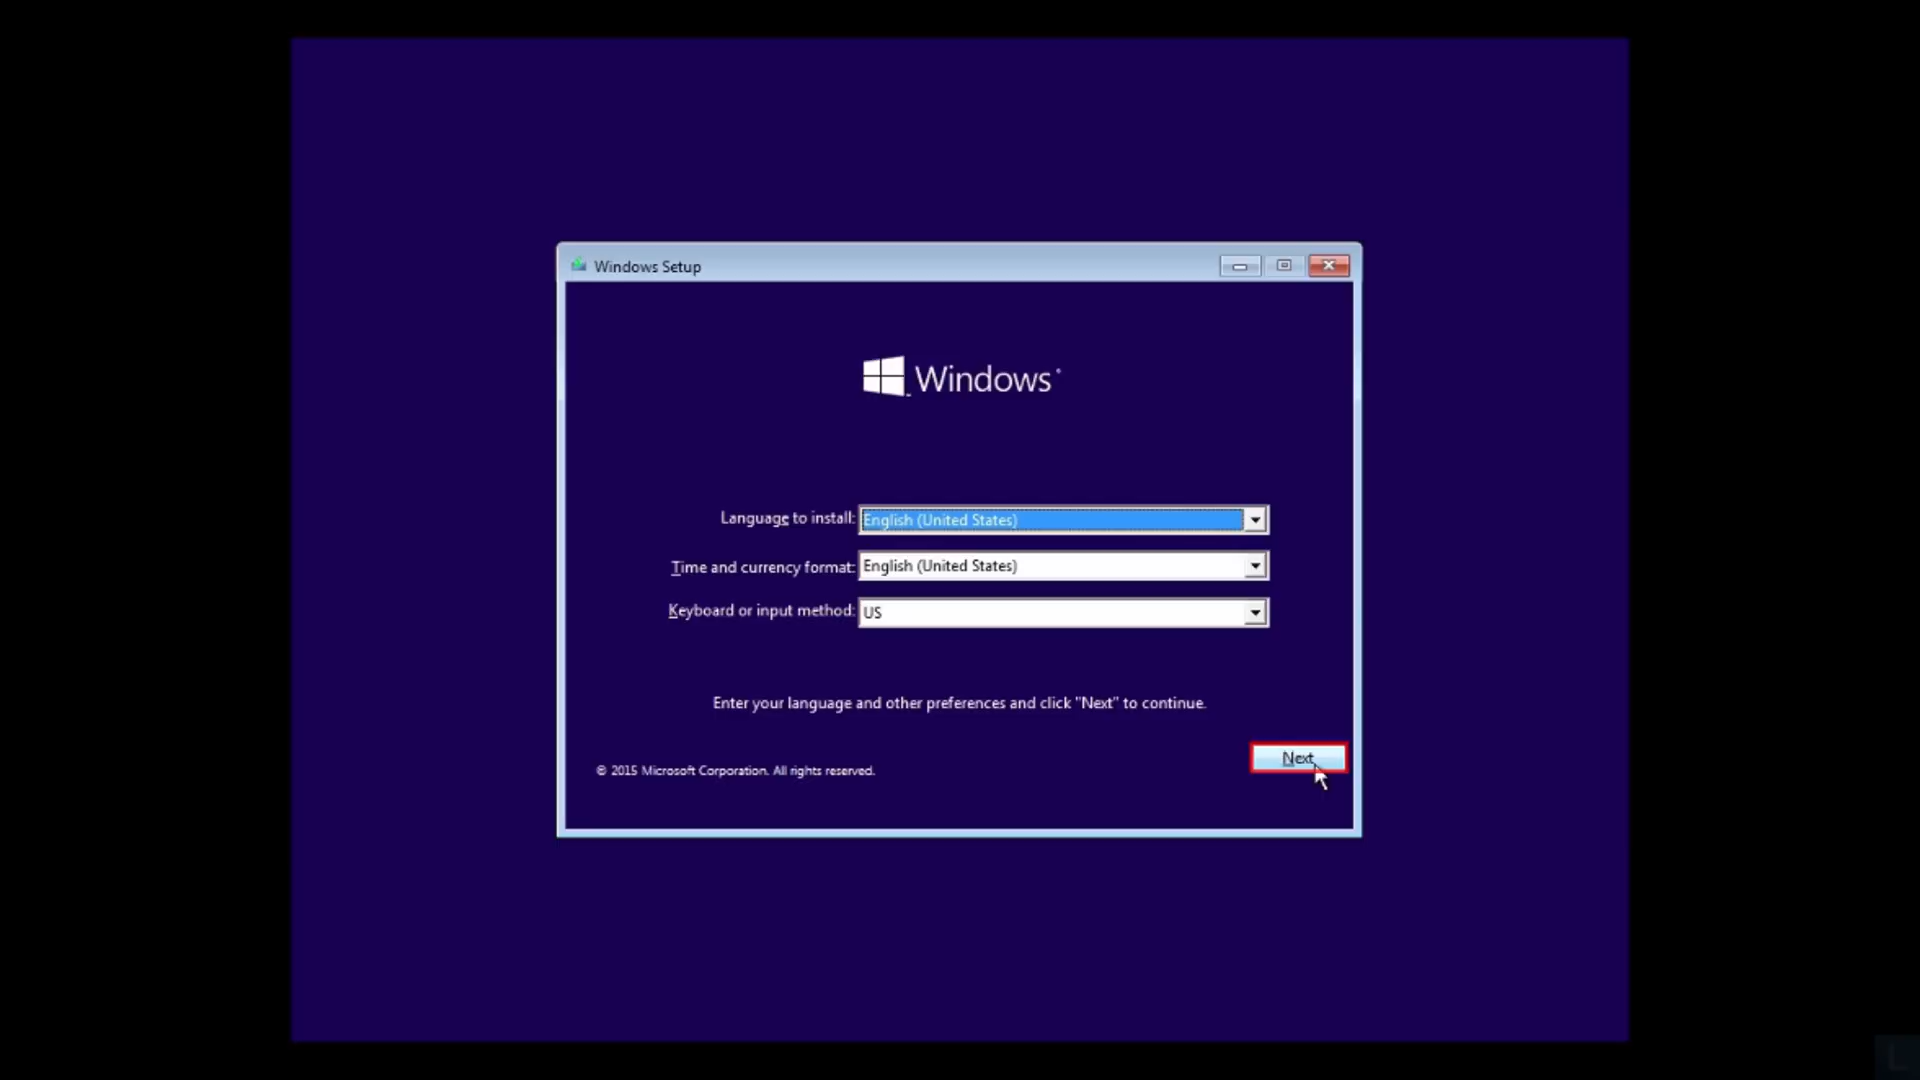 Windows Setup
Windows
Language to install: English (United States)
Time and currency format: English (United States)
Keyboard or input method: US
Enter your language and other preferences and click "Next" to continue.
Next
© 2015 Microsoft Corporation. All rights reserved.